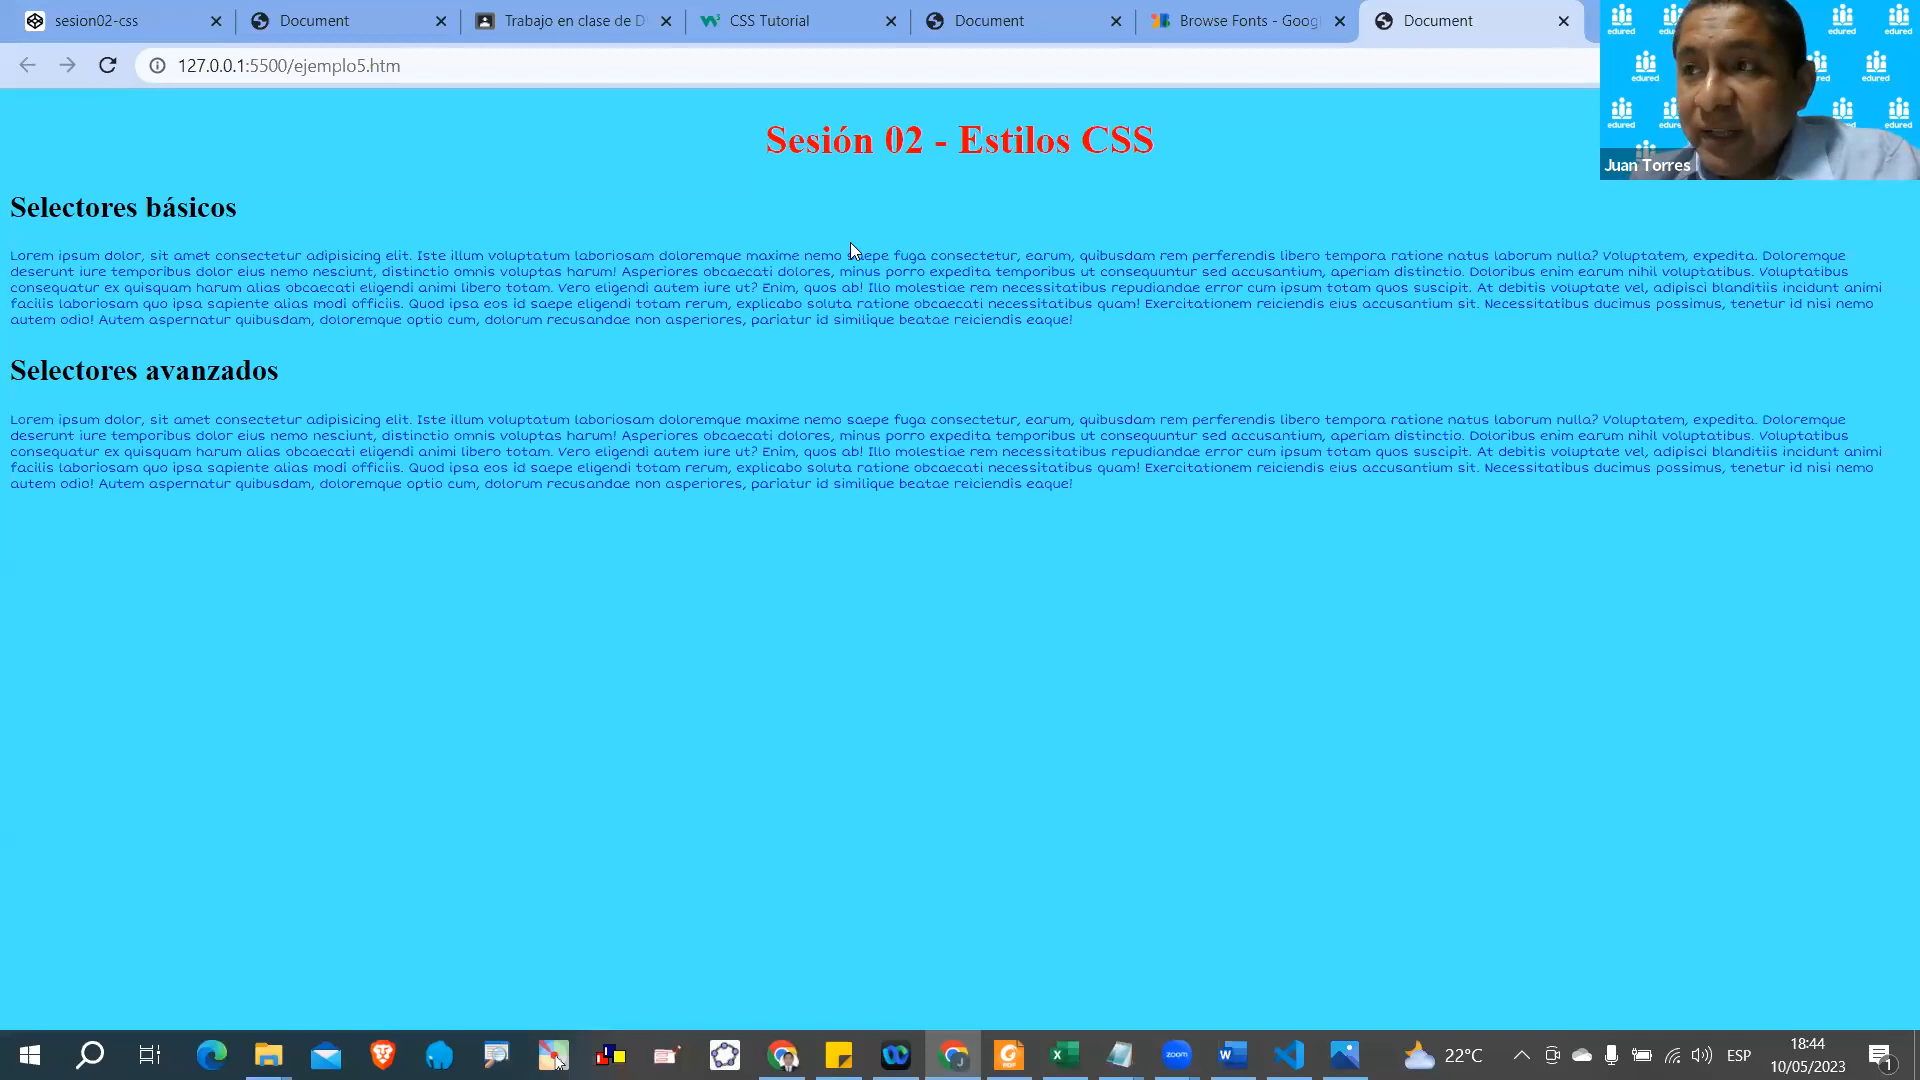 sesion02-css
Document
Trabajo en clase de D
CSS Tutorial
Document
Browse Fonts - Goog
Document
127.0.0.1:5500/ejemplo5.htm
edured
edured
edured
edured
edured
edured
edured
Juan Torres
Sesión 02 - Estilos CSS
Selectores básicos
Lorem ipsum dolor, sit amet consectetur adipisicing elit. Iste illum voluptatum laboriosam doloremque maxime nemo saepe fuga consectetur, earum, quibusdam rem perferendis libero tempora ratione natus laborum nulla? Voluptatem, expedita. Doloremque
deserunt iure temporibus dolor eius nemo nesciunt, distinctio omnis voluptas harum! Asperiores obcaecati dolores, minus porro expedita temporibus ut consequuntur sed accusantium, aperiam distinctio. Doloribus enim earum nihil voluptatibus. Voluptatibus
consequatur ex quisquam harum alias obcaecati eligendi animi libero totam. Vero eligendi autem iure ut? Enim, quos ab! Illo molestiae rem necessitatibus repudiandae error cum ipsum totam quos suscipit. At debitis voluptate vel, adipisci blanditiis incidunt animi
facilis laboriosam quo ipsa sapiente alias modi officiis. Quod ipsa eos id saepe eligendi totam rerum, explicabo soluta ratione obcaecati necessitatibus quam! Exercitationem reiciendis eius accusantium sit. Necessitatibus ducimus possimus, tenetur id nisi nemo
autem odio! Autem aspernatur quibusdam, doloremque optio cum, dolorum recusandae non asperiores, pariatur id similique beatae reiciendis eaque!
Selectores avanzados
Lorem ipsum dolor, sit amet consectetur adipisicing elit. Iste illum voluptatum laboriosam doloremque maxime nemo saepe fuga consectetur, earum, quibusdam rem perferendis libero tempora ratione natus laborum nulla? Voluptatem, expedita. Doloremque
deserunt iure temporibus dolor eius nemo nesciunt, distinctio omnis voluptas harum! Asperiores obcaecati dolores, minus porro expedita temporibus ut consequuntur sed accusantium, aperiam distinctio. Doloribus enim earum nihil voluptatibus. Voluptatibus
consequatur ex quisquam harum alias obcaecati eligendi animi libero totam. Vero eligendi autem iure ut? Enim, quos ab! Illo molestiae rem necessitatibus repudiandae error cum ipsum totam quos suscipit. At debitis voluptate vel, adipisci blanditiis incidunt animi
facilis laboriosam quo ipsa sapiente alias modi officiis. Quod ipsa eos id saepe eligendi totam rerum, explicabo soluta ratione obcaecati necessitatibus quam! Exercitationem reiciendis eius accusantium sit. Necessitatibus ducimus possimus, tenetur id nisi nemo
autem odio! Autem aspernatur quibusdam, doloremque optio cum, dolorum recusandae non asperiores, pariatur id similique beatae reiciendis eaque!
zoom
22°C
ESP
18:44
10/05/2023
1